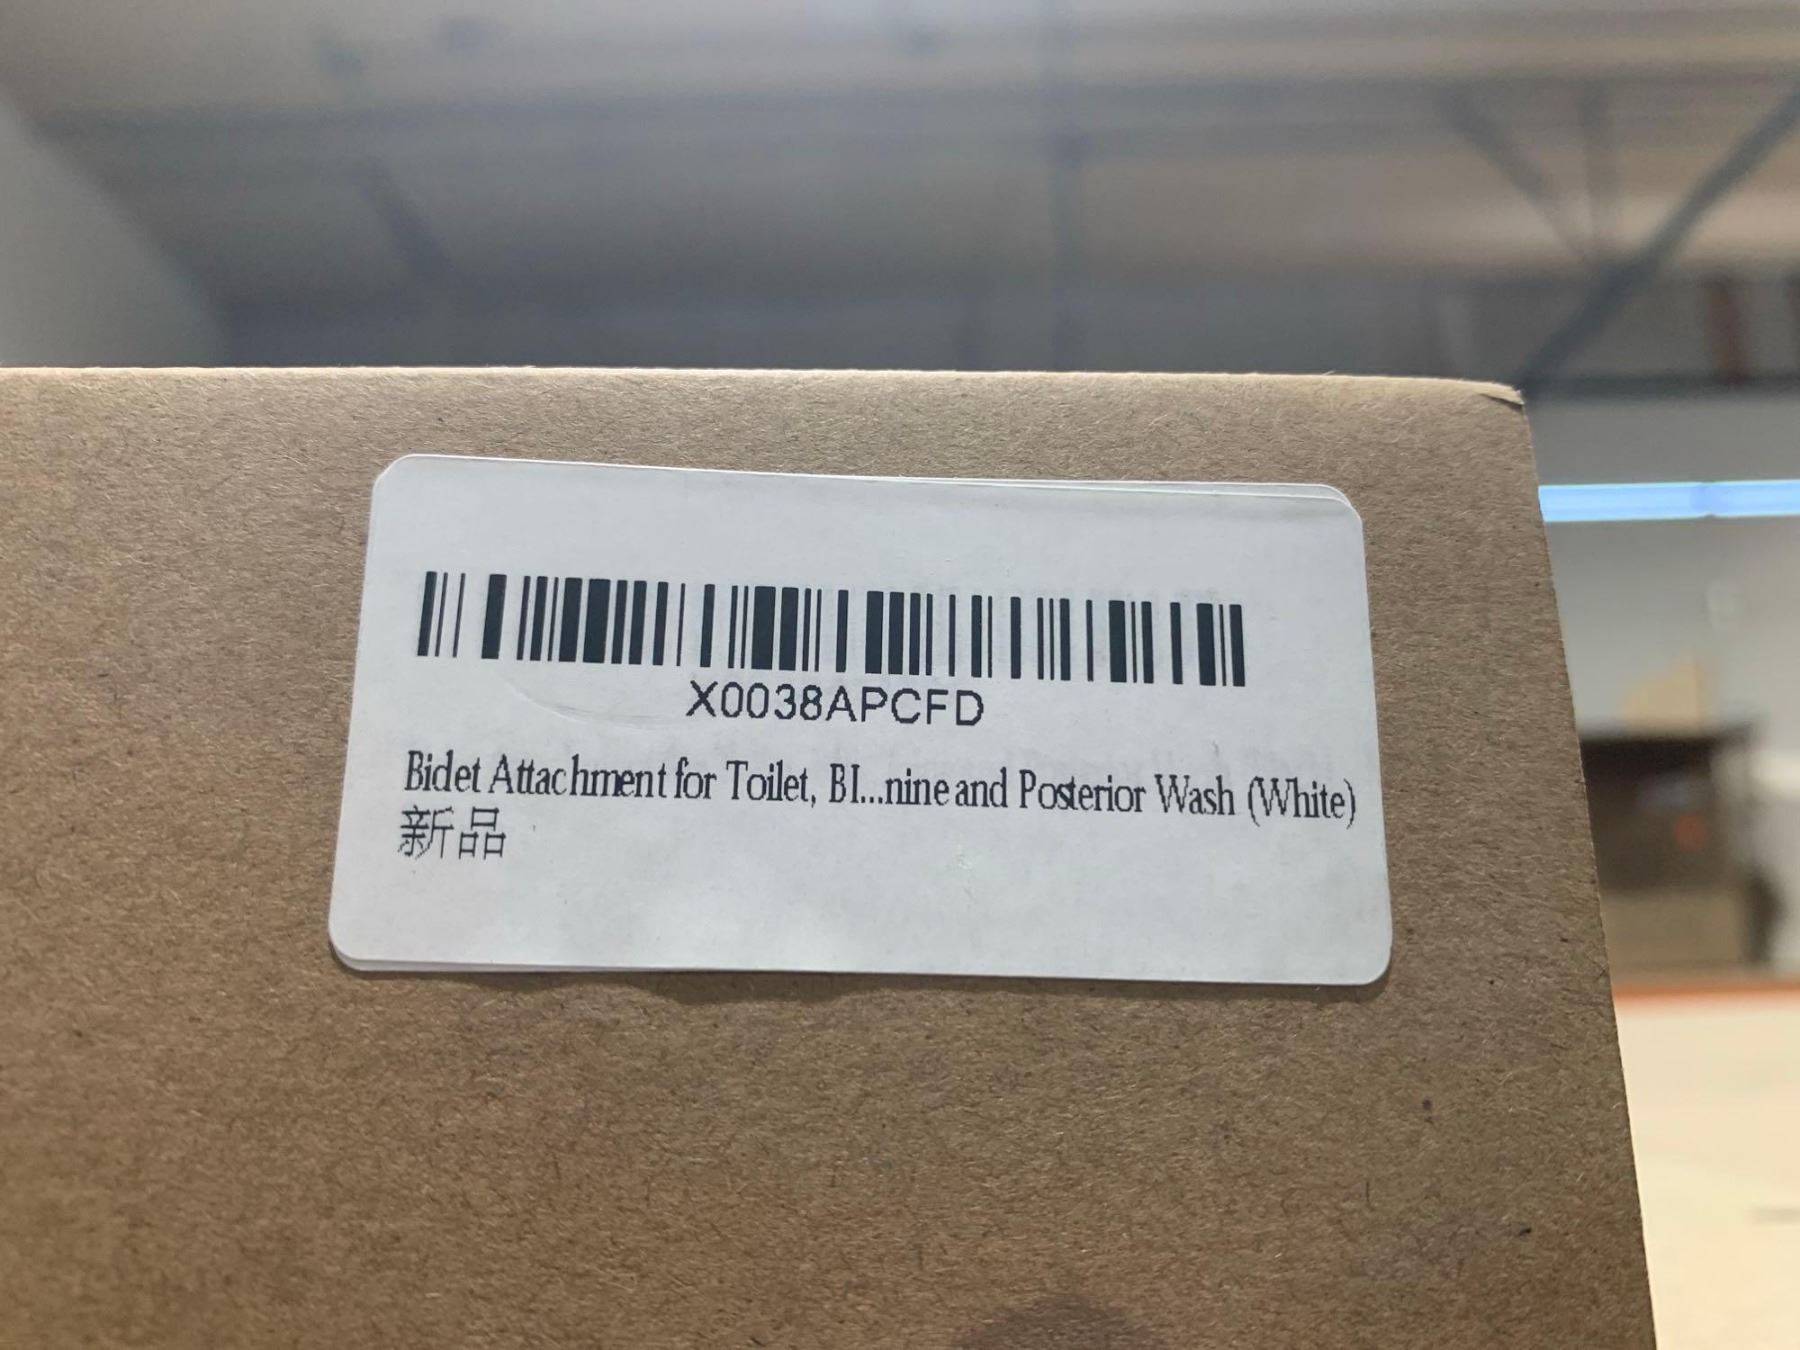 X0038APCFD
Bidet Attachment for Toilet, BI...nine and Posterior Wash (White)
新品